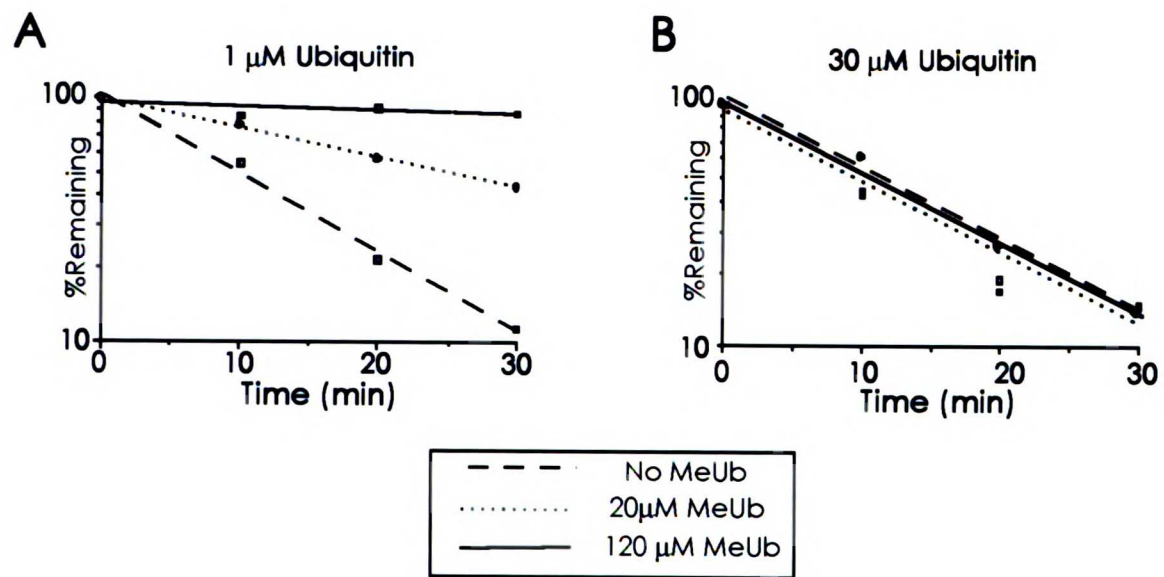 A
1 μM Ubiquitin
100
%Remaining
10
0
10
20
30
Time (min)
B
30 μM Ubiquitin
100
%Remaining
10
0
10
20
30
Time (min)
No MeUb
20μM MeUb
120 μM MeUb